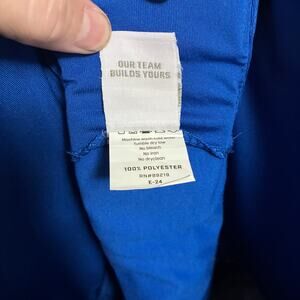 OUR TEAM
BUILDS YOURS
Machine wash cold water
Tumble dry low
No bleach
No iron
No dryclean
100% POLYESTER
RN#89210
E-24